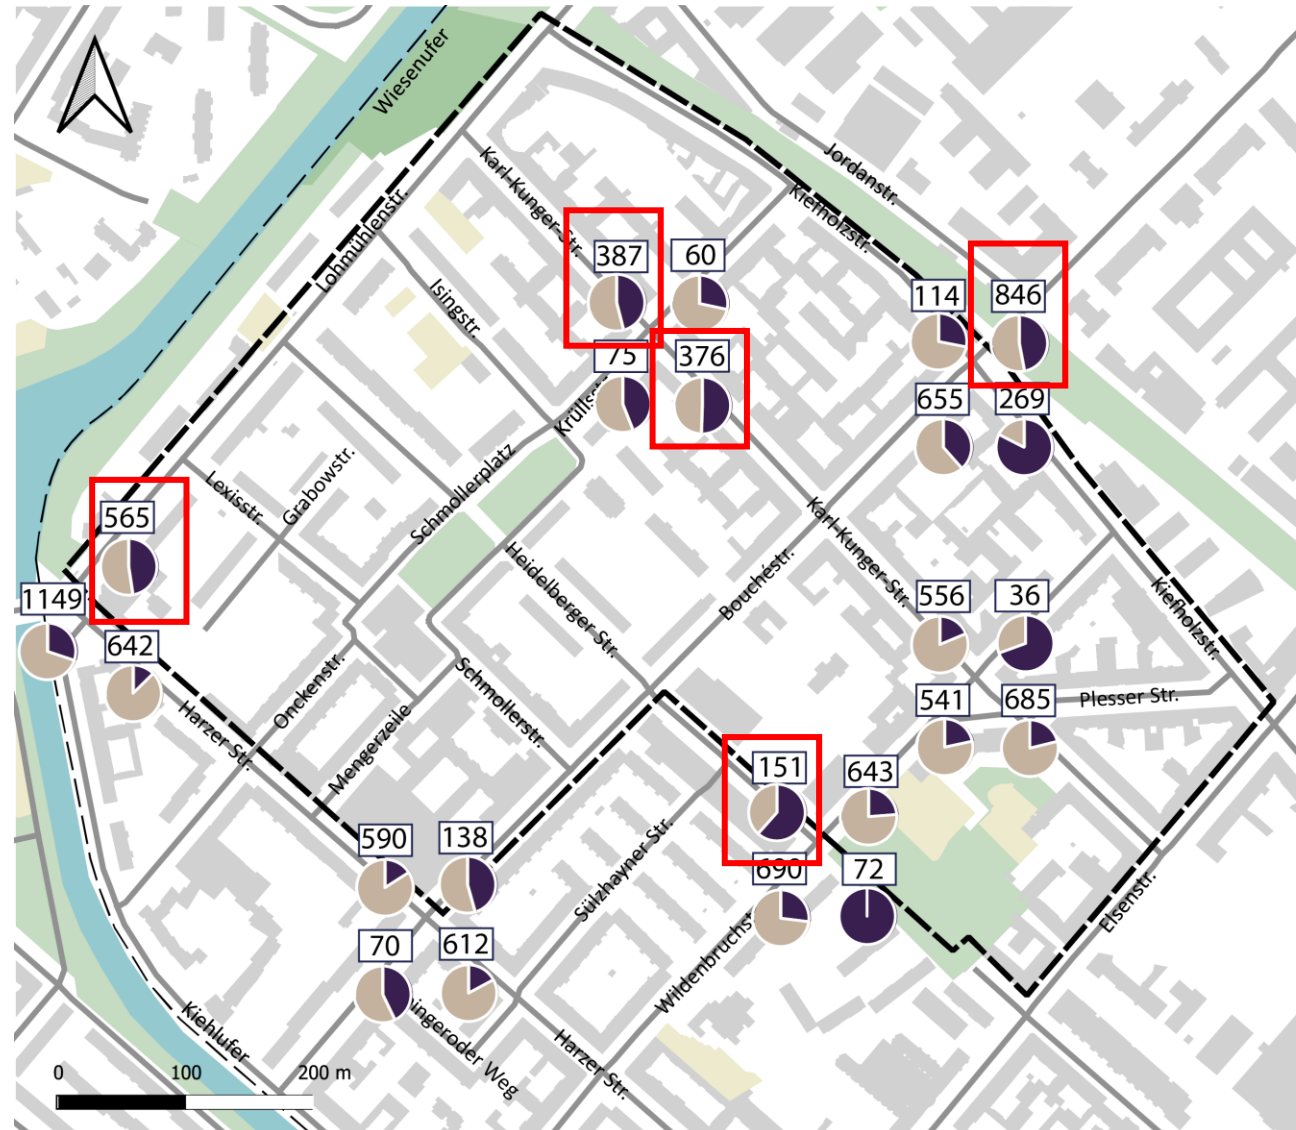 Wiesenufer
Jordanstr.
Karl-Kunger-Str.
Kiefholzstr.
Lohmühlenstr.
387
60
Isingstr.
114
846
75
376
Krüllsstr.
655
269
Schmollerplatz
Grabowstr.
Lexisstr.
565
Karl-Kunger-Str.
Heidelberger Str.
Bouchéstr.
1149
642
556
36
Kiefholzstr.
Onckenstr.
Schmollerstr.
Plesser Str.
541
685
Harzer Str.
Mengerzeile
151
643
590
138
Sülzhayner Str.
690
72
Elsenstr.
70
612
Wildenbruchst
ingeroder Weg
Harzer Str.
Kiehlufer
0 100 200 m